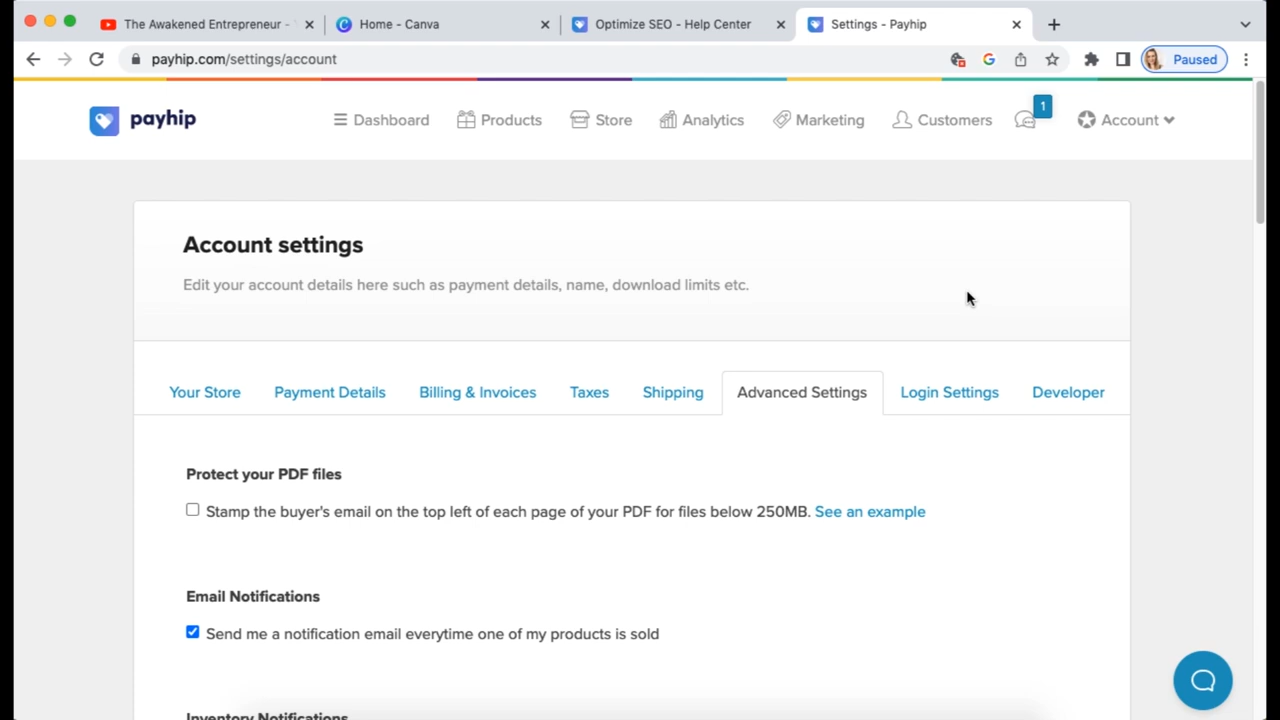 The Awakened Entrepreneur -
Home - Canva
Optimize SEO - Help Center
Settings - Payhip
payhip.com/settings/account
Paused
payhip
Dashboard
Products
Store
Analytics
Marketing
Customers
1
Account
Account settings
Edit your account details here such as payment details, name, download limits etc.
Your Store
Payment Details
Billing & Invoices
Taxes
Shipping
Advanced Settings
Login Settings
Developer
Protect your PDF files
Stamp the buyer's email on the top left of each page of your PDF for files below 250MB. See an example
Email Notifications
Send me a notification email everytime one of my products is sold
Inventory Notifications